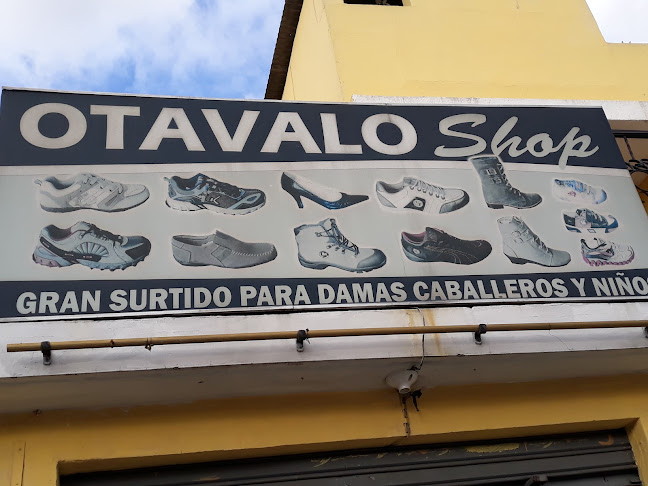 OTAVALO Shop
GRAN SURTIDO PARA DAMAS CABALLEROS Y NIÑO